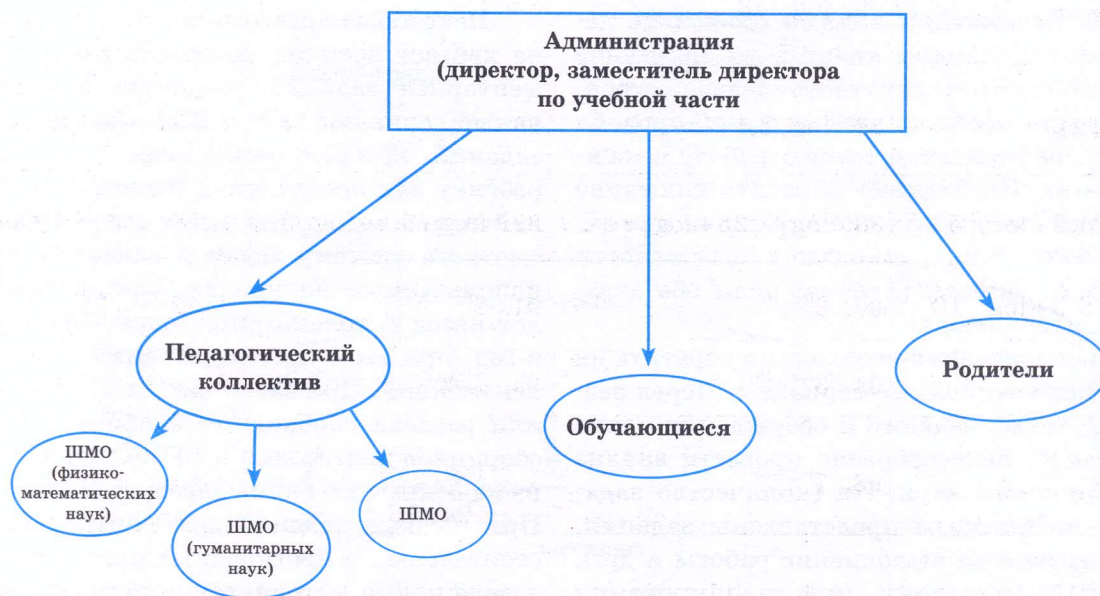 Администрация
(директор, заместитель директора
по учебной части
Педагогический
коллектив
Обучающиеся
Родители
ШМО
(физико-
математических
наук)
ШМО
(гуманитарных
наук)
ШМО